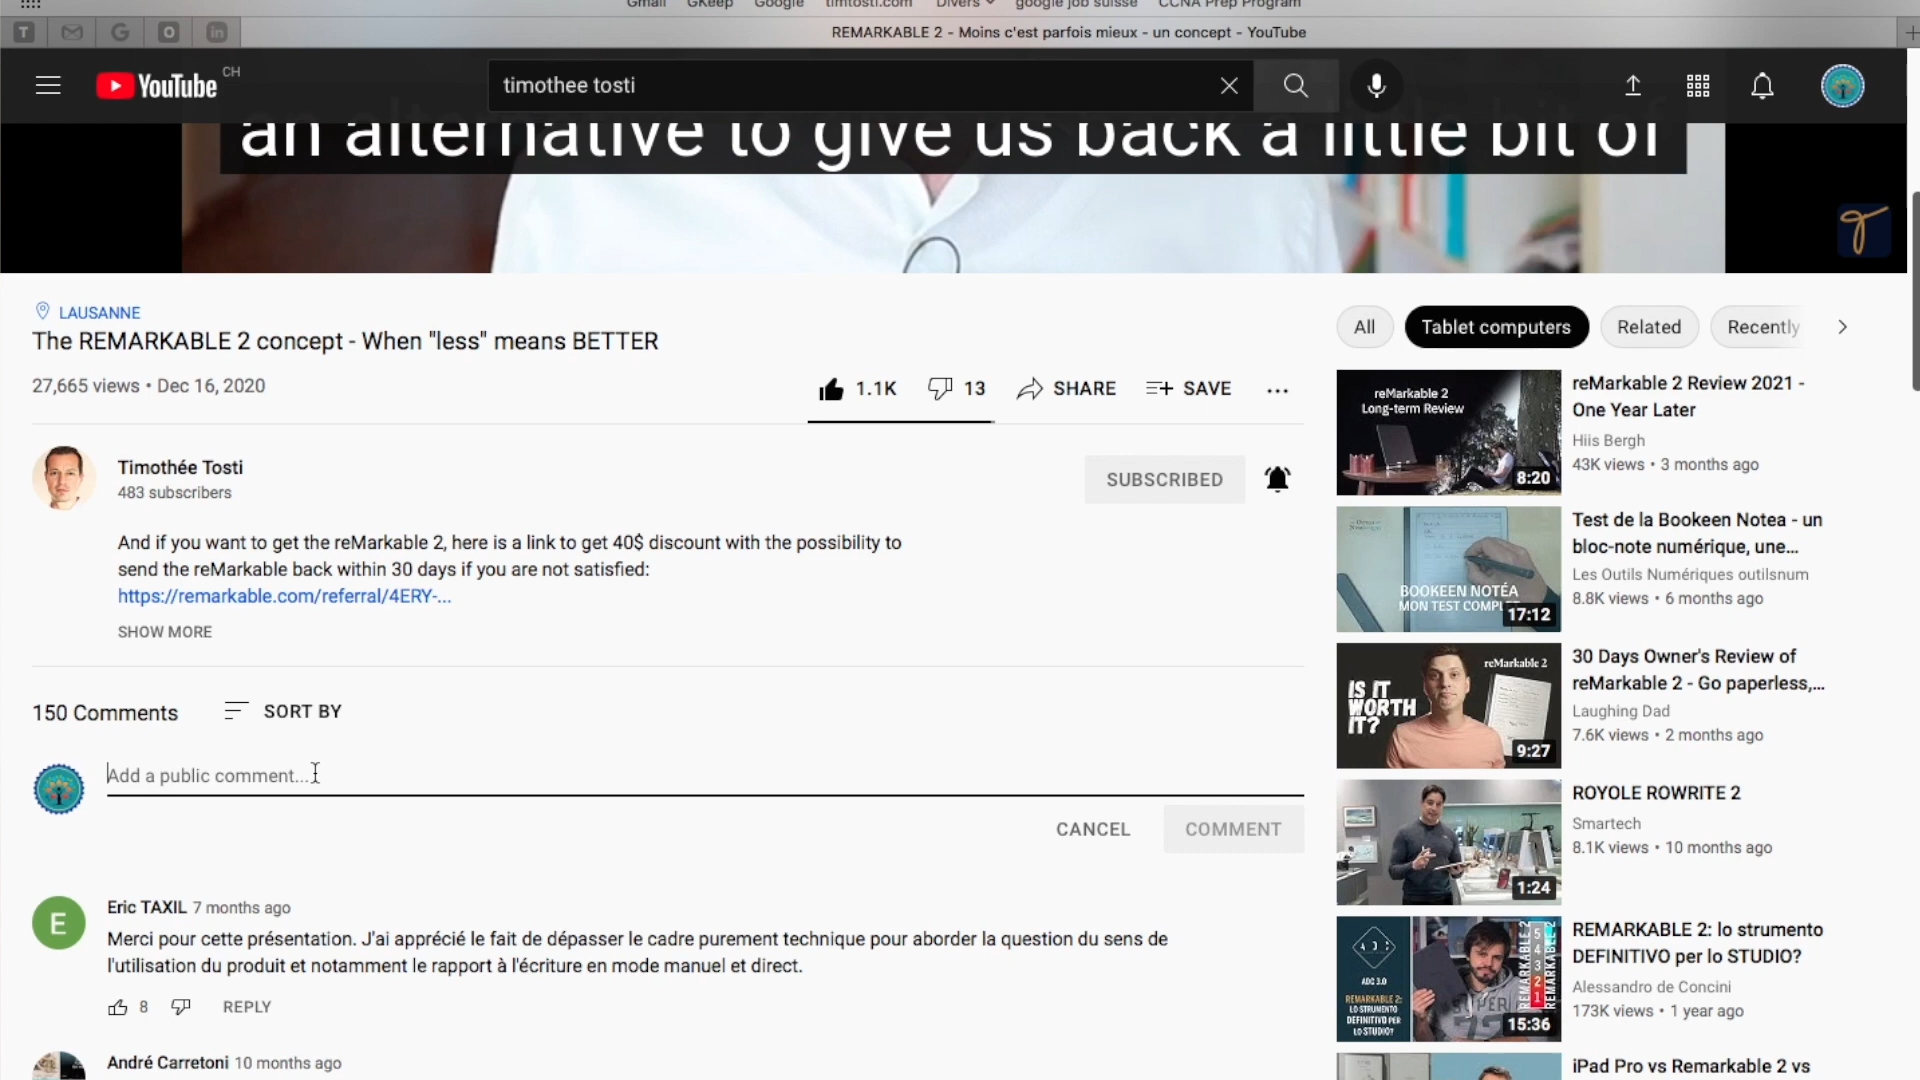 Gmail GKeep Google timtosti.com Divers google job suisse CCNA Prep Program
T G O in
REMARKABLE 2 - Moins c'est parfois mieux - un concept - YouTube
YouTube CH
timothee tosti
an alternative to give us back a little bit of
LAUSANNE
The REMARKABLE 2 concept - When "less" means BETTER
27,665 views • Dec 16, 2020
1.1K 13 SHARE SAVE
Timothée Tosti
483 subscribers
SUBSCRIBED
And if you want to get the reMarkable 2, here is a link to get 40$ discount with the possibility to
send the reMarkable back within 30 days if you are not satisfied:
https://remarkable.com/referral/4ERY-...
SHOW MORE
150 Comments SORT BY
Add a public comment...
CANCEL COMMENT
E
Eric TAXIL 7 months ago
Merci pour cette présentation. J'ai apprécié le fait de dépasser le cadre purement technique pour aborder la question du sens de
l'utilisation du produit et notamment le rapport à l'écriture en mode manuel et direct.
8 REPLY
André Carretoni 10 months ago
All Tablet computers Related Recently
reMarkable 2
Long-term Review
8:20
reMarkable 2 Review 2021 -
One Year Later
Hiis Bergh
43K views • 3 months ago
BOOKEEN NOTÉA
MON TEST COMPL
17:12
Test de la Bookeen Notea - un
bloc-note numérique, une...
Les Outils Numériques outilsnum
8.8K views • 6 months ago
reMarkable 2
IS IT
WORTH
IT?
9:27
30 Days Owner's Review of
reMarkable 2 - Go paperless,...
Laughing Dad
7.6K views • 2 months ago
1:24
ROYOLE ROWRITE 2
Smartech
8.1K views • 10 months ago
ADC 3.0
REMARKABLE 2:
LO STRUMENTO
DEFINITIVO PER
LO STUDIO?
REMARKABLE 2
5
4
3
2
1
REMARKABLE 2
15:36
REMARKABLE 2: lo strumento
DEFINITIVO per lo STUDIO?
Alessandro de Concini
173K views • 1 year ago
iPad Pro vs Remarkable 2 vs